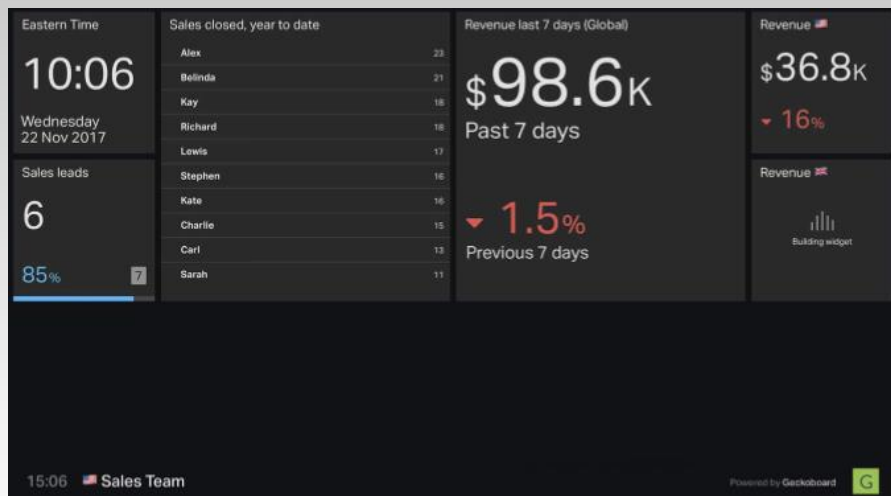 Eastern Time
10:06
Wednesday
22 Nov 2017
Sales leads
6
85%
7
Sales closed, year to date
Alex 23
Belinda 21
Kay 18
Richard 18
Lewis 17
Stephen 16
Kate 16
Charlie 15
Carl 13
Sarah 11
Revenue last 7 days (Global)
$98.6K
Past 7 days
1.5%
Previous 7 days
Revenue
$36.8K
16%
Revenue
Building widget
15:06 Sales Team
Powered by Geckoboard G